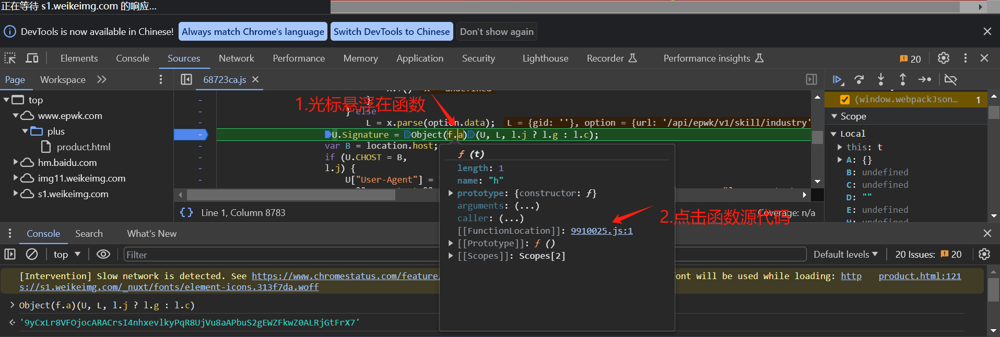 正在等待 s1.weikeimg.com 的响应...
DevTools is now available in Chinese! Always match Chrome's language Switch DevTools to Chinese Don't show again
Elements Console Sources Network Performance Memory Application Security Lighthouse Recorder Performance insights 20
Page Workspace 68723ca.js
top
www.epwk.com
plus
product.html
hm.baidu.com
img11.weikeimg.com
s1.weikeimg.com
1.光标悬浮在函数
}
} else
L = x.parse(option.data); L = {gid: ''}, option = {url: '/api/epwk/v1/skill/industry'
U.Signature = Object(f.a)(U, L, l.j ? l.g : l.c);
var B = location.host;
if (U.CHOST = B,
l.j) {
U["User-Agent"] =
{} Line 1, Column 8783
Coverage: n/a
f (t)
length: 1
name: "h"
prototype: {constructor: f}
arguments: (...)
caller: (...)
[[FunctionLocation]]: 9910025.js:1
[[Prototype]]: f ()
[[Scopes]]: Scopes[2]
2.点击函数源代码
(window.webpackJson… 1
Scope
Local
this: t
A: {}
B: undefined
C: undefined
D: ""
E: undefined
Console Search What's New
top Filter Default levels 20 Issues: 20
[Intervention] Slow network is detected. See https://www.chromestatus.com/feature/ font will be used while loading: http product.html:121
s://s1.weikeimg.com/_nuxt/fonts/element-icons.313f7da.woff
Object(f.a)(U, L, l.j ? l.g : l.c)
'9yCxLr8VFOjocARACrsI4nhxevlkyPqR8UjVu8aAPbuS2gEWZFkwZ0ALRjGtFrX7'